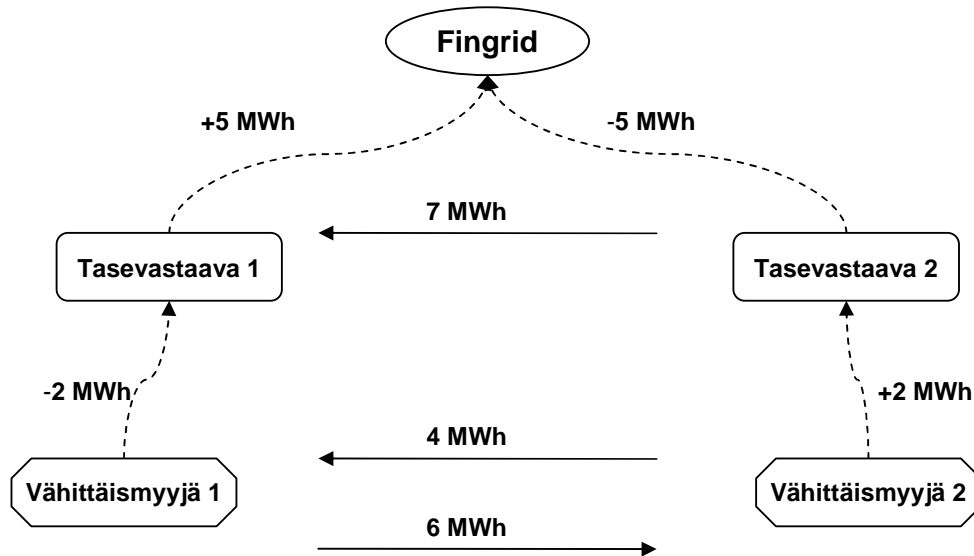 Fingrid
+5 MWh
-5 MWh
7 MWh
Tasevastaava 1
Tasevastaava 2
-2 MWh
+2 MWh
4 MWh
Vähittäismyyjä 1
Vähittäismyyjä 2
6 MWh